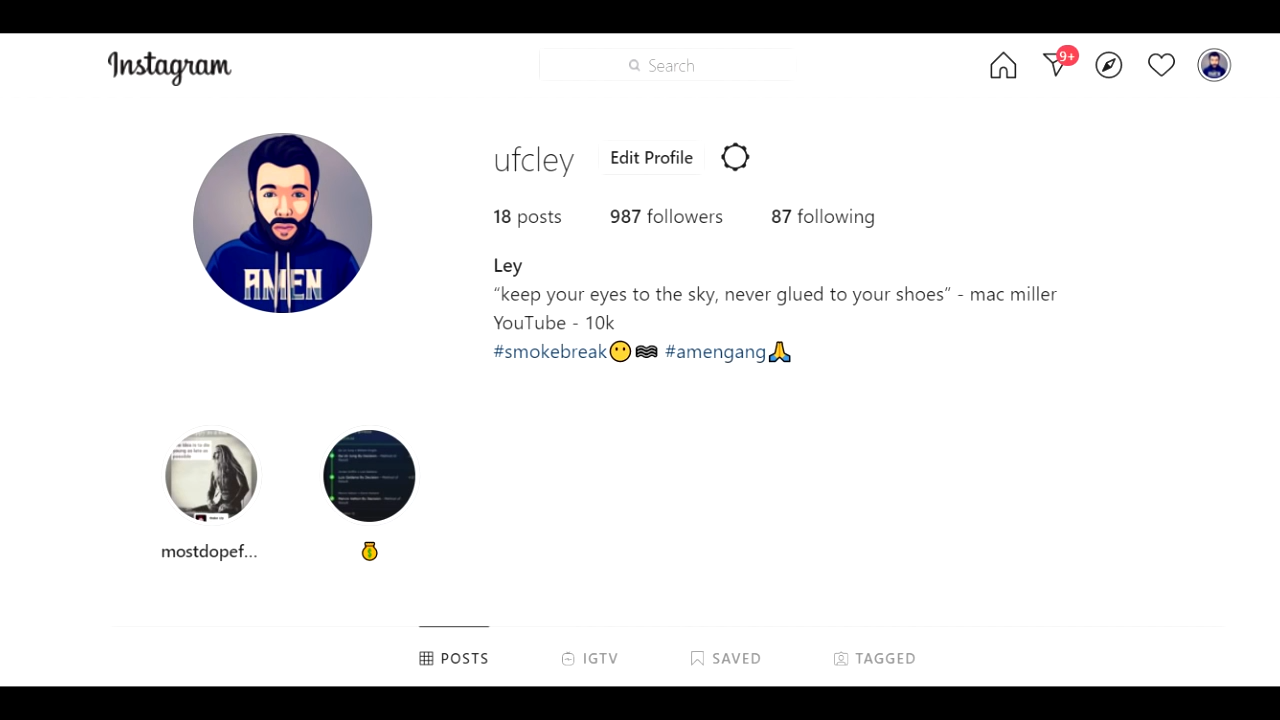 Instagram
Search
9+
ufcley
Edit Profile
18 posts 987 followers 87 following
AMEN
Ley
“keep your eyes to the sky, never glued to your shoes” - mac miller
YouTube - 10k
#smokebreak😶〰️ #amengang🙏
mostdopef...
💰
POSTS IGTV SAVED TAGGED